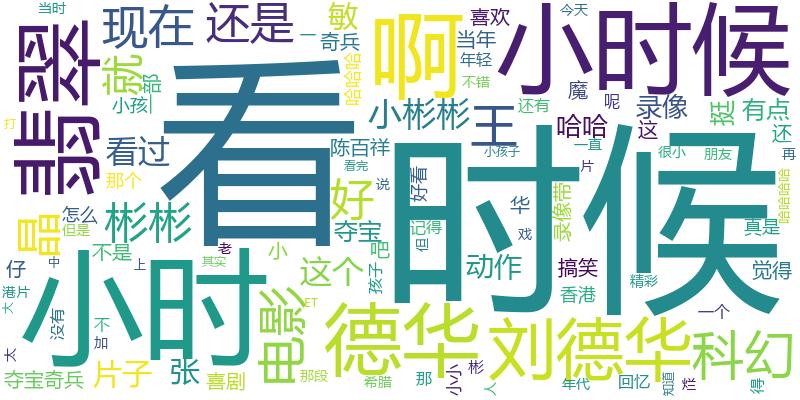 当时
现在
还是
一
敏
奇兵
哈哈哈哈
啊
喜欢
当年
年轻
不错
小时候
今天
翡翠
就
部
小孩
看
小彬彬
王
还有
哈哈
魔
呢
录像
这
挺
有点
还
看过
那个
陈百祥
看完
说
好看
小孩子
一直
片
很小
朋友
再
哈哈哈哈
晶
怎么
但是
彬彬
好
夺宝
记得
但
时候
华
戏
录像带
真是
不是
老
小
吧
孩子
仔
中
上
其实
这个
动作
搞笑
觉得
大
港片
没有
小时
电影
ET
香港
精彩
一个
太
不
加
德华
刘德华
科幻
夺宝奇兵
片子
张
喜剧
那段
希腊
那
小小
彬
人
年代
回忆
知道
得